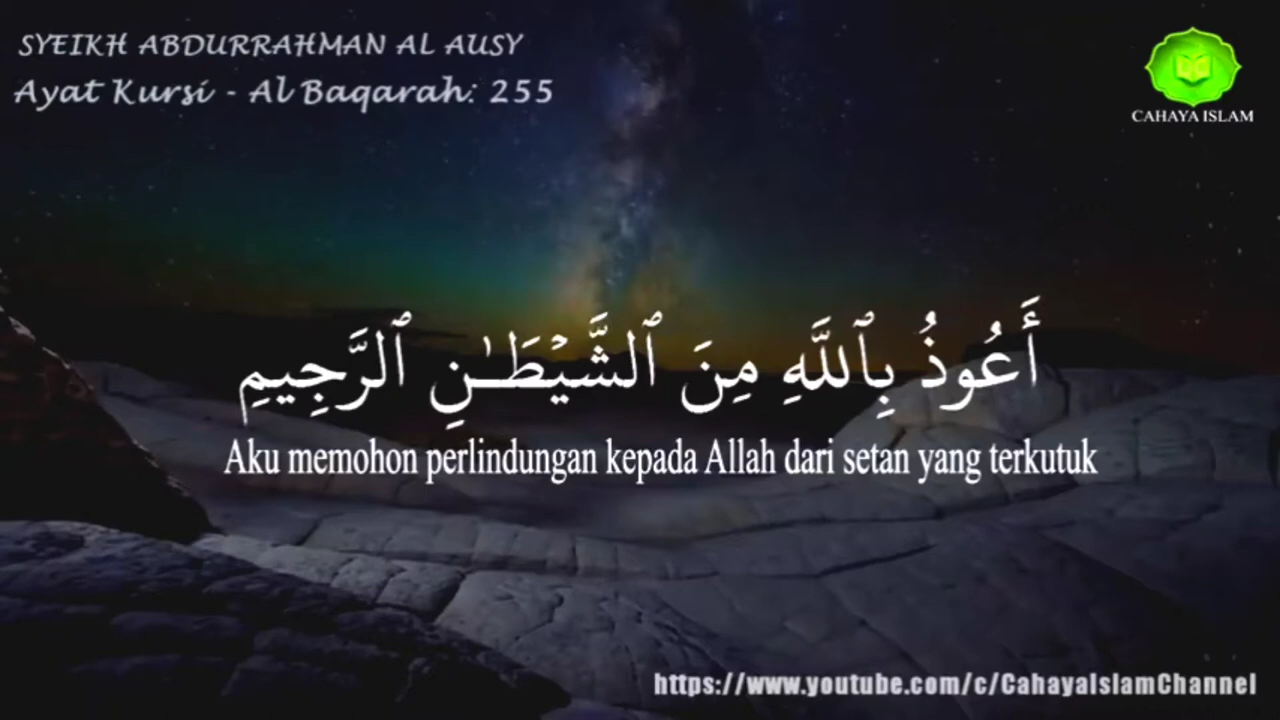 SYEIKH ABDURRAHMAN AL AUSY
Ayat Kursi - Al Baqarah: 255
CAHAYA ISLAM
أَعُوذُ بِٱللَّهِ مِنَ ٱلشَّيْطَـٰنِ ٱلرَّجِيمِ
Aku memohon perlindungan kepada Allah dari setan yang terkutuk
https://www.youtube.com/c/CahayaIslamChannel